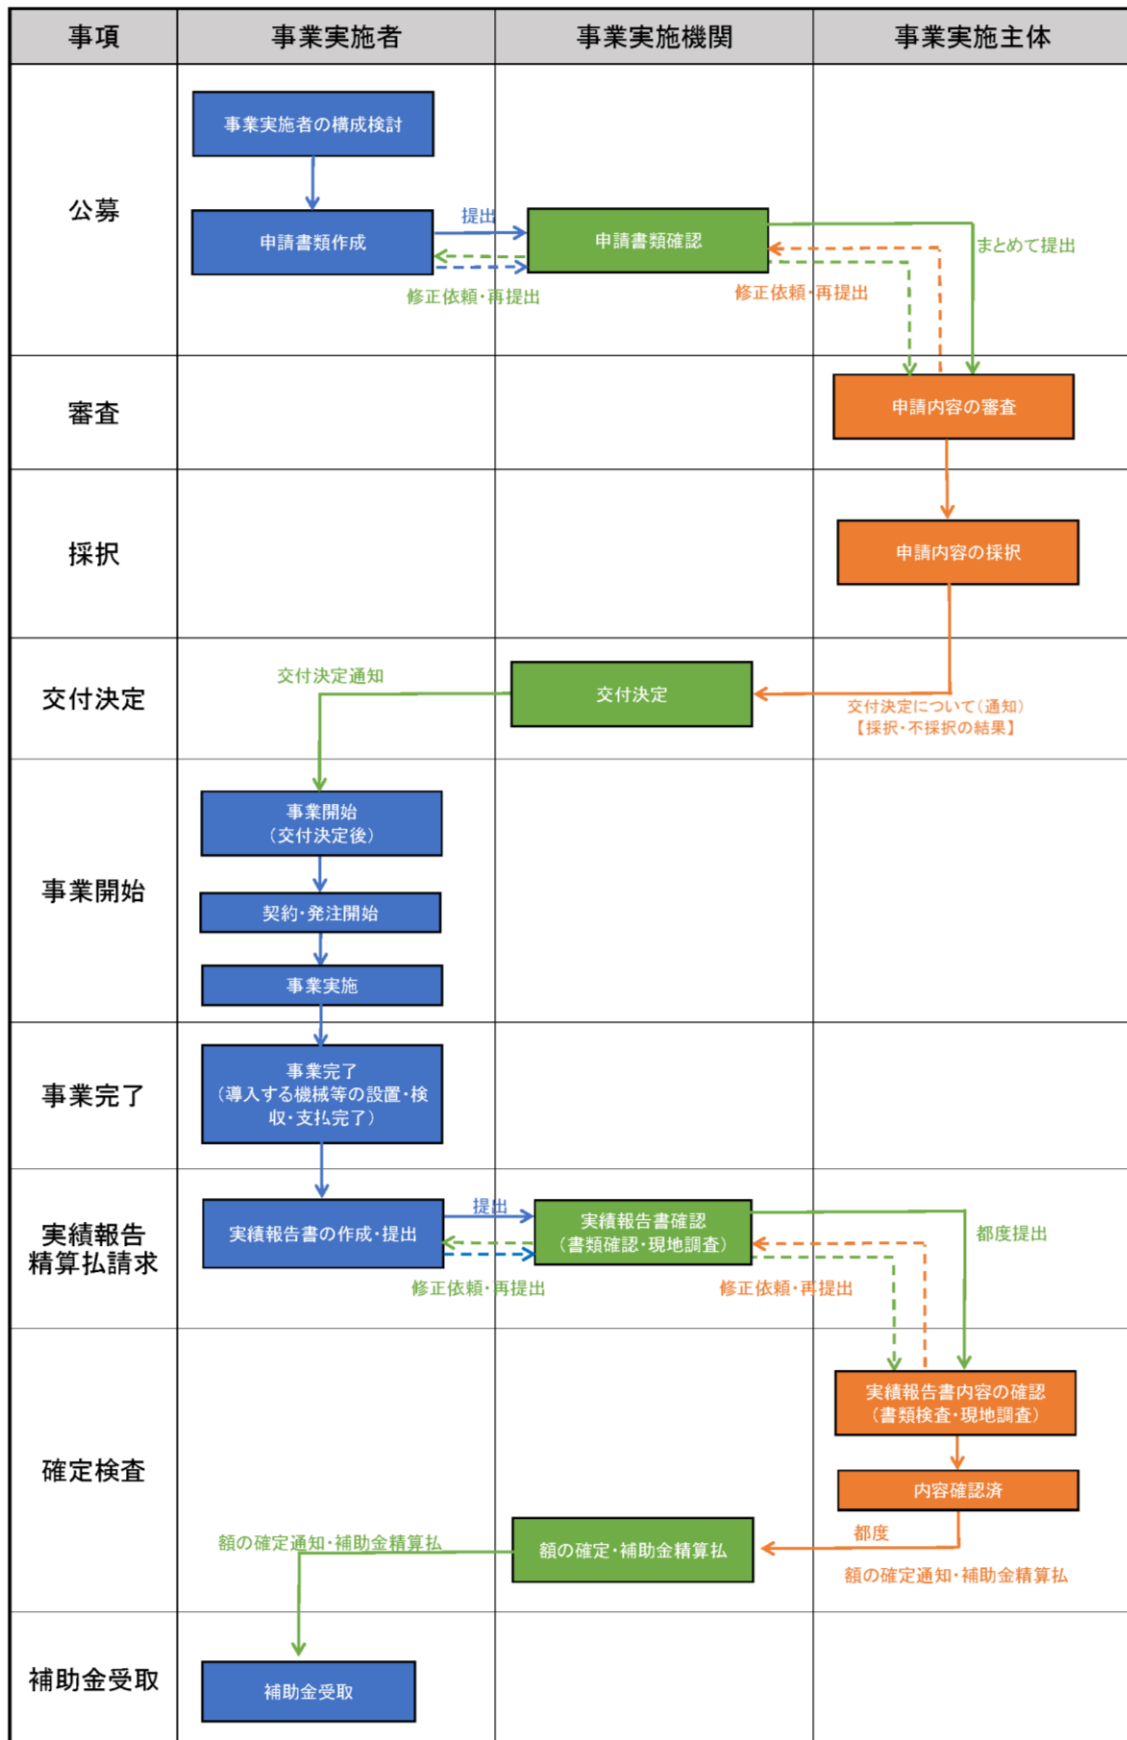 事項
事業実施者
事業実施機関
事業実施主体
公募
事業実施者の構成検討
申請書類作成
提出
申請書類確認
まとめて提出
修正依頼・再提出
修正依頼・再提出
審査
申請内容の審査
採択
申請内容の採択
交付決定
交付決定通知
交付決定
交付決定について（通知）
【採択・不採択の結果】
事業開始
事業開始
（交付決定後）
契約・発注開始
事業実施
事業完了
事業完了
（導入する機械等の設置・検
収・支払完了）
実績報告
精算払請求
実績報告書の作成・提出
提出
実績報告書確認
（書類確認・現地調査）
都度提出
修正依頼・再提出
修正依頼・再提出
確定検査
実績報告書内容の確認
（書類検査・現地調査）
内容確認済
都度
額の確定通知・補助金精算払
額の確定・補助金精算払
額の確定通知・補助金精算払
補助金受取
補助金受取